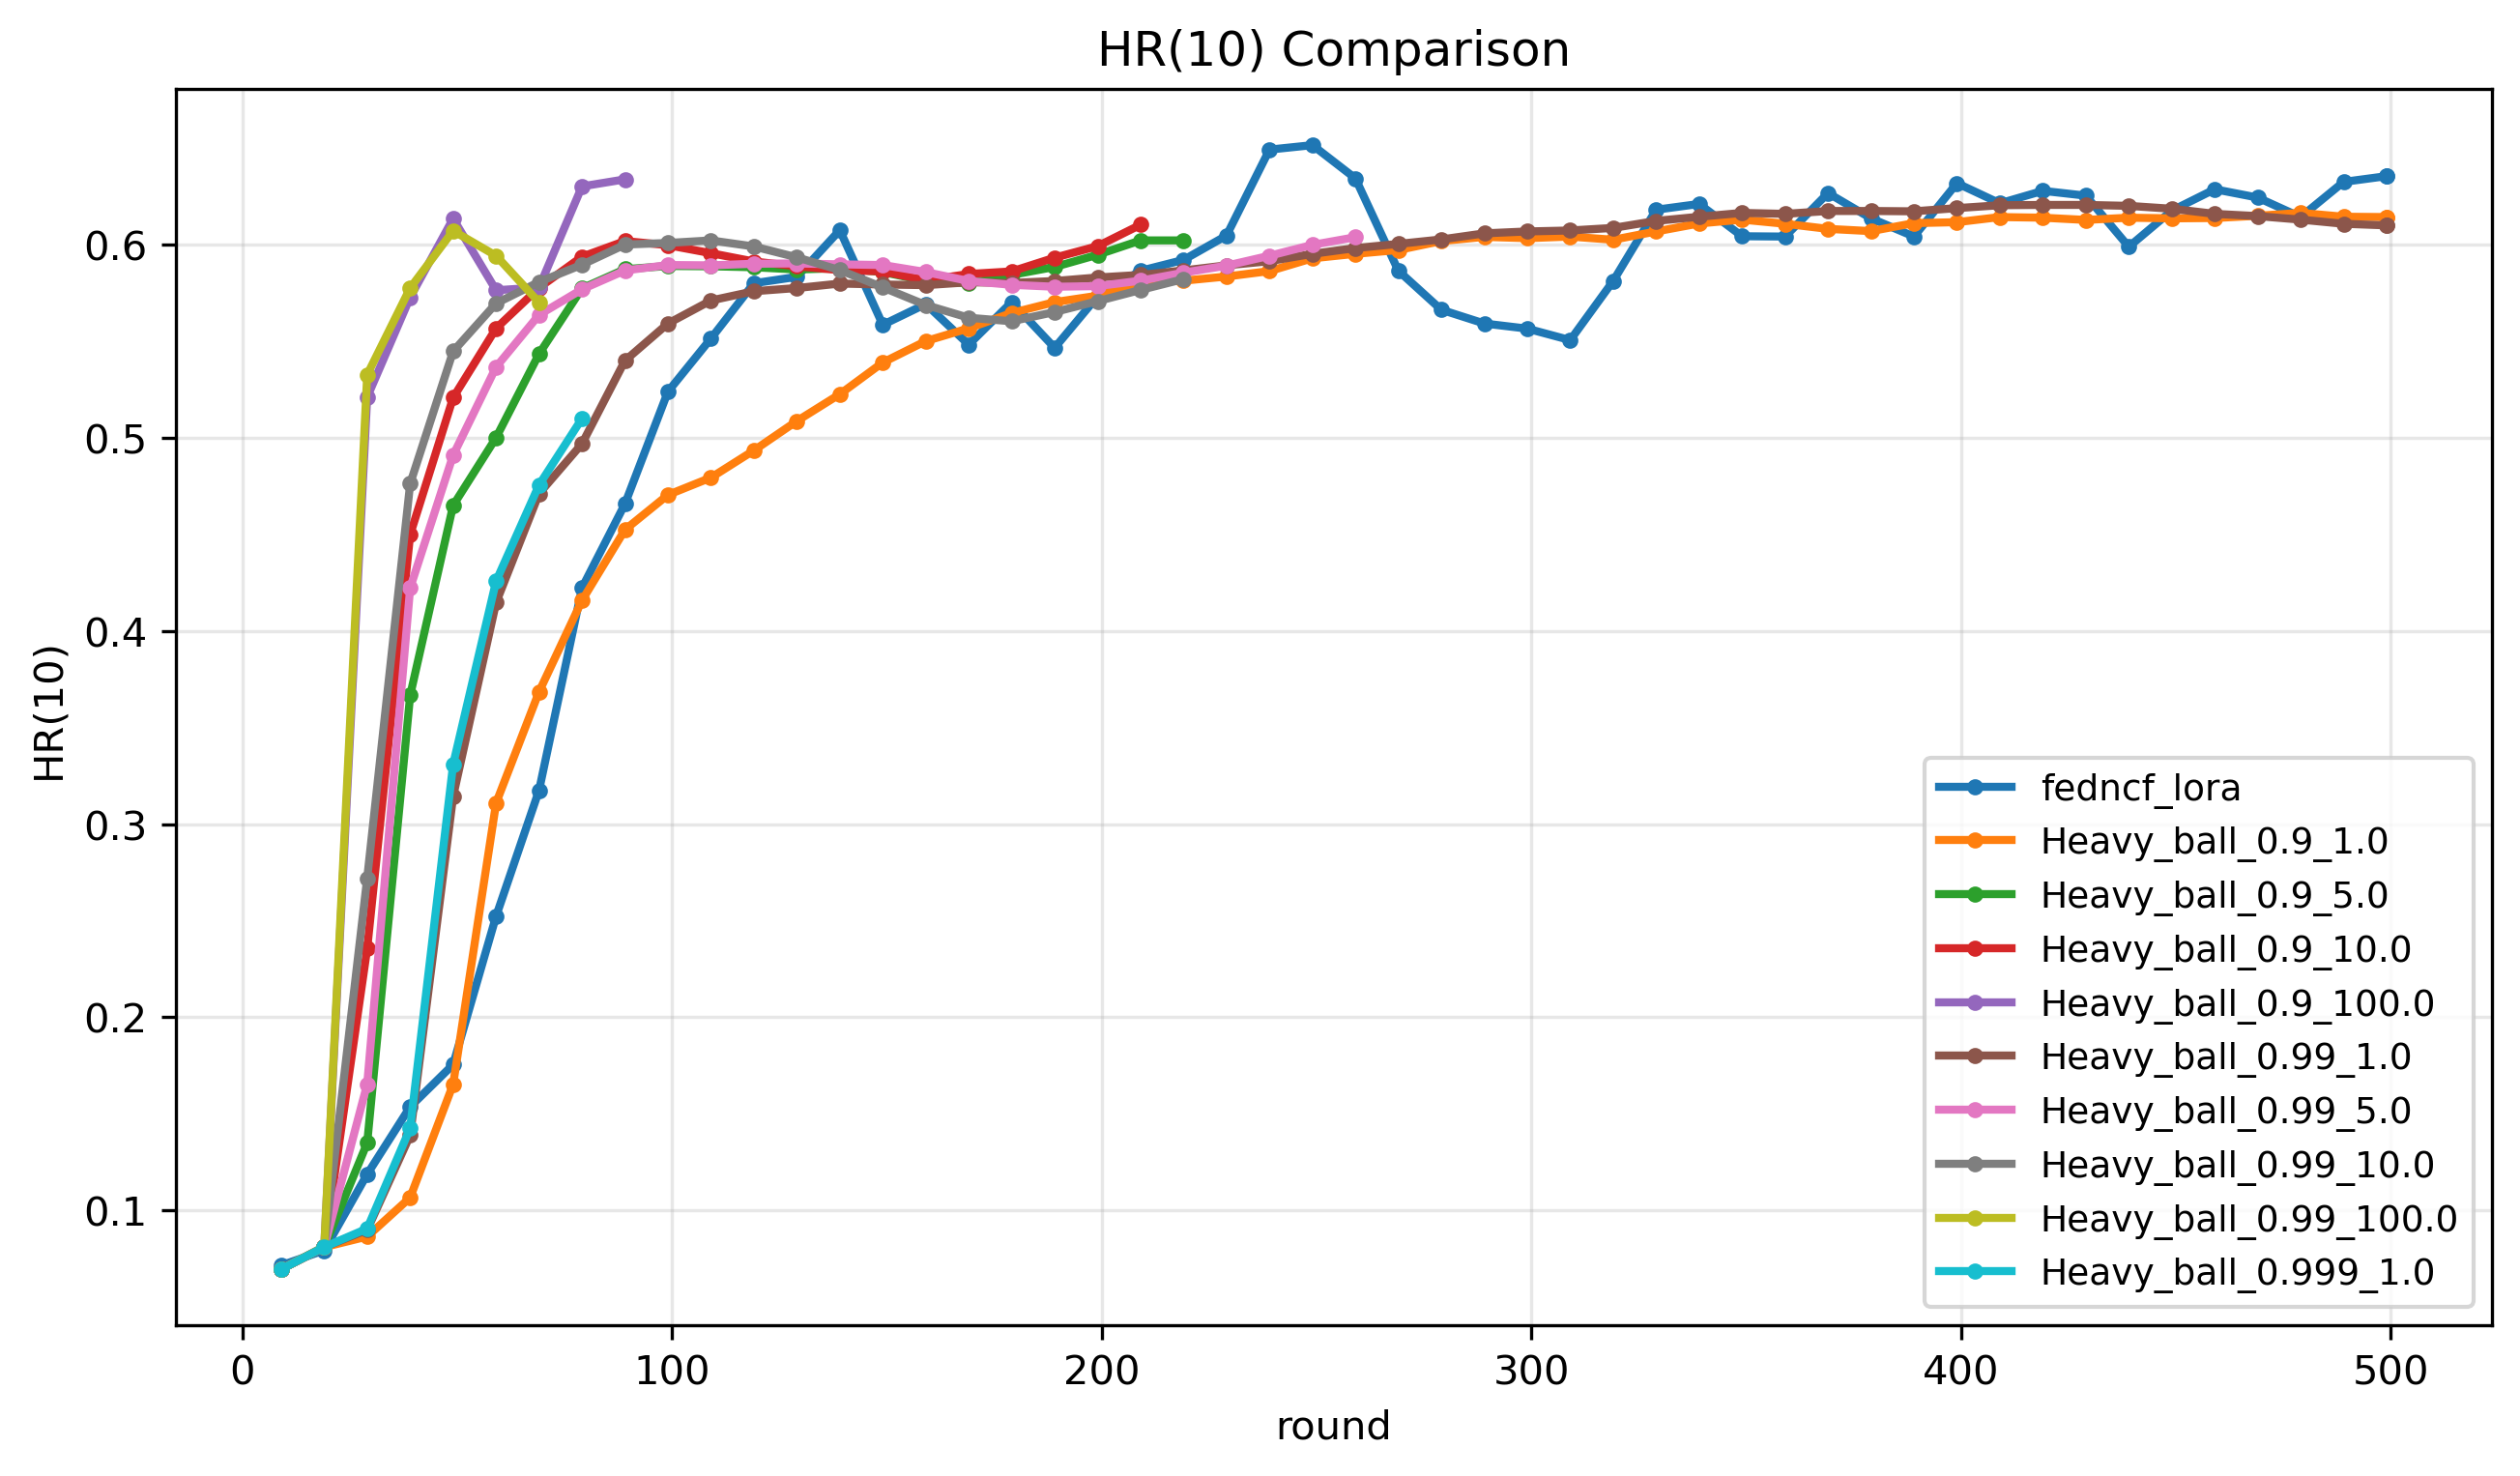 HR(10) Comparison
HR(10)
0.6
0.5
0.4
0.3
0.2
0.1
fedncf_lora
Heavy_ball_0.9_1.0
Heavy_ball_0.9_5.0
Heavy_ball_0.9_10.0
Heavy_ball_0.9_100.0
Heavy_ball_0.99_1.0
Heavy_ball_0.99_5.0
Heavy_ball_0.99_10.0
Heavy_ball_0.99_100.0
Heavy_ball_0.999_1.0
0 100 200 300 400 500
round